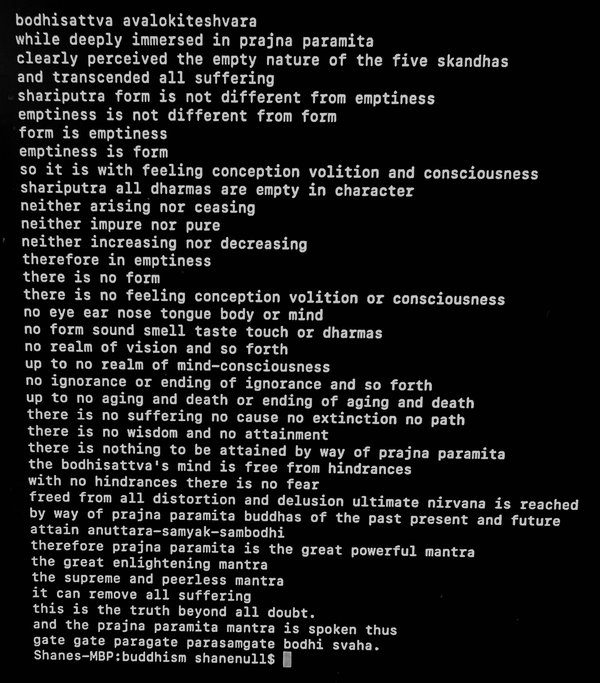 bodhisattva avalokiteshvara
while deeply immersed in prajna paramita
clearly perceived the empty nature of the five skandhas
and transcended all suffering
shariputra form is not different from emptiness
emptiness is not different from form
form is emptiness
emptiness is form
so it is with feeling conception volition and consciousness
shariputra all dharmas are empty in character
neither arising nor ceasing
neither impure nor pure
neither increasing nor decreasing
therefore in emptiness
there is no form
there is no feeling conception volition or consciousness
no eye ear nose tongue body or mind
no form sound smell taste touch or dharmas
no realm of vision and so forth
up to no realm of mind-consciousness
no ignorance or ending of ignorance and so forth
up to no aging and death or ending of aging and death
there is no suffering no cause no extinction no path
there is no wisdom and no attainment
there is nothing to be attained by way of prajna paramita
the bodhisattva's mind is free from hindrances
with no hindrances there is no fear
freed from all distortion and delusion ultimate nirvana is reached
by way of prajna paramita buddhas of the past present and future
attain anuttara-samyak-sambodhi
therefore prajna paramita is the great powerful mantra
the great enlightening mantra
the supreme and peerless mantra
it can remove all suffering
this is the truth beyond all doubt.
and the prajna paramita mantra is spoken thus
gate gate paragate parasamgate bodhi svaha.
Shanes-MBP:buddhism shanenull$